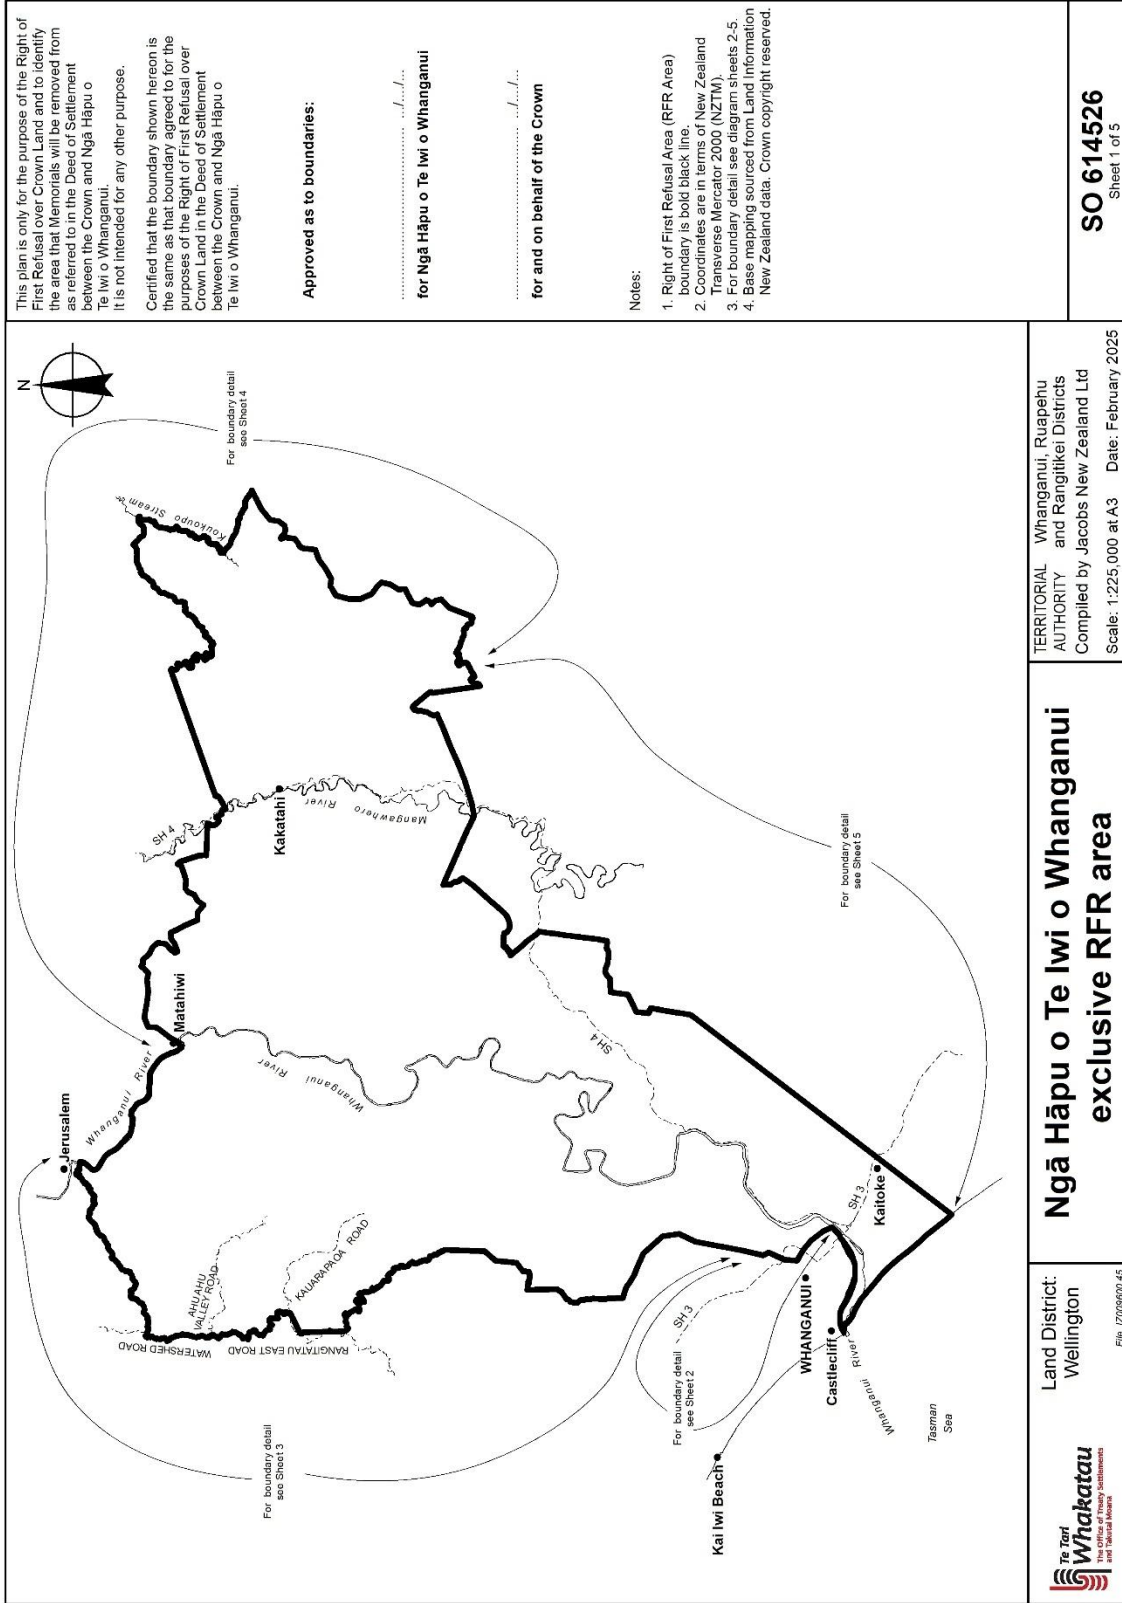 This plan is only for the purpose of the Right of
First Refusal over Crown Land and to identify
the area that Memorials will be removed from
as referred to in the Deed of Settlement
between the Crown and Ngā Hāpu o
Te Iwi o Whanganui.
It is not intended for any other purpose.
Certified that the boundary shown hereon is
the same as that boundary agreed to for the
purposes of the Right of First Refusal over
Crown Land in the Deed of Settlement
between the Crown and Ngā Hāpu o
Te Iwi o Whanganui.
Approved as to boundaries:
............................ ..../..../....
for Ngā Hāpu o Te Iwi o Whanganui
............................ ..../..../....
for and on behalf of the Crown
Notes:
1. Right of First Refusal Area (RFR Area)
boundary is bold black line.
2. Coordinates are in terms of New Zealand
Transverse Mercator 2000 (NZTM).
3. For boundary detail see diagram sheets 2-5.
4. Base mapping sourced from Land Information
New Zealand data. Crown copyright reserved.
SO 614526
Sheet 1 of 5
N
For boundary detail
see Sheet 4
Koukoupo Stream
SH 4
Kakatahi
Mangawhero River
Matahiwi
Whanganui River
Jerusalem
Whanganui River
AHU AHU
VALLEY ROAD
KAUARAPAOA ROAD
WATERSHED ROAD
RANGITATAU EAST ROAD
For boundary detail
see Sheet 3
For boundary detail
see Sheet 5
SH 4
SH 3
Kaitoke
SH 3
WHANGANUI
Castlecliff
For boundary detail
see Sheet 2
Whanganui River
Kai Iwi Beach
Tasman
Sea
Te Tari
Whakatau
The Office of Treaty Settlements
and Takutai Moana
Land District:
Wellington
File IZ009600.45
Ngā Hāpu o Te Iwi o Whanganui
exclusive RFR area
TERRITORIAL AUTHORITY Whanganui, Ruapehu
and Rangitikei Districts
Compiled by Jacobs New Zealand Ltd
Scale: 1:225,000 at A3 Date: February 2025